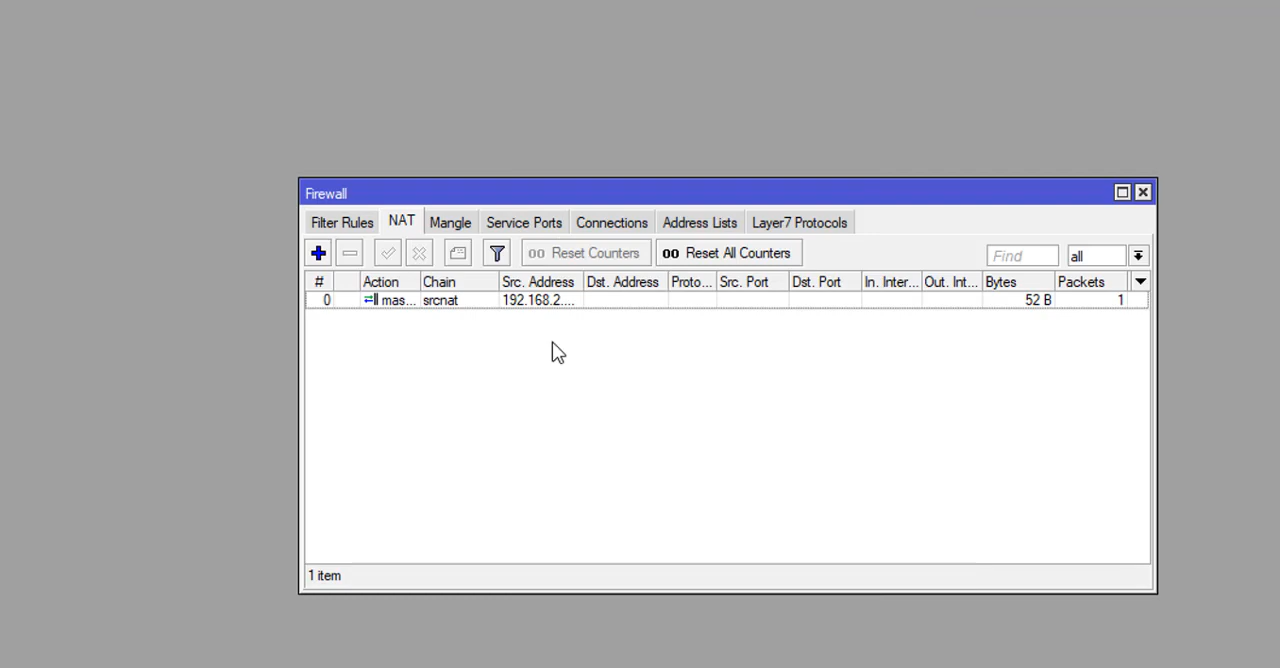 Firewall
Filter Rules NAT Mangle Service Ports Connections Address Lists Layer7 Protocols
00 Reset Counters 00 Reset All Counters Find all
# Action Chain Src. Address Dst. Address Proto... Src. Port Dst. Port In. Inter... Out. Int... Bytes Packets
0 mas... srcnat 192.168.2.... 52 B 1
1 item